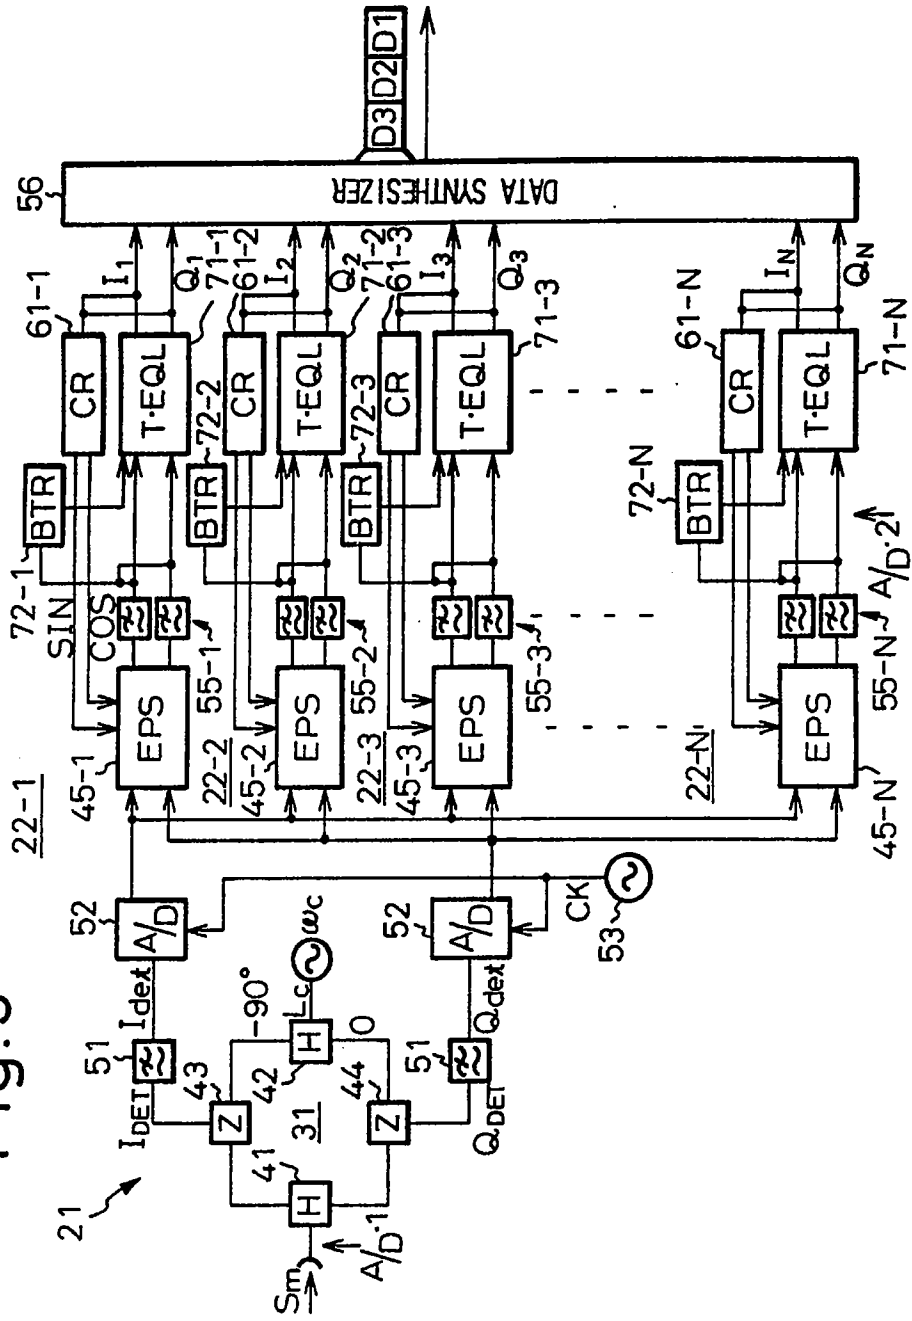 21
Sm
A/D·1
41
H
31
H
42
43
Z
44
Z
-90°
0
Lc
ωc
IDET
51
Idet
QDET
51
Qdet
52
A/D
52
A/D
CK
53
22-1
45-1
EPS
SIN
COS
55-1
72-1
BTR
61-1
CR
T·EQL
71-1
I1
Q1
22-2
45-2
EPS
55-2
72-2
BTR
61-2
CR
T·EQL
71-2
I2
Q2
22-3
45-3
EPS
55-3
72-3
BTR
61-3
CR
T·EQL
71-3
I3
Q3
22-N
45-N
EPS
55-N
A/D·2
72-N
BTR
61-N
CR
T·EQL
71-N
IN
QN
56
DATA SYNTHESIZER
D3 D2 D1